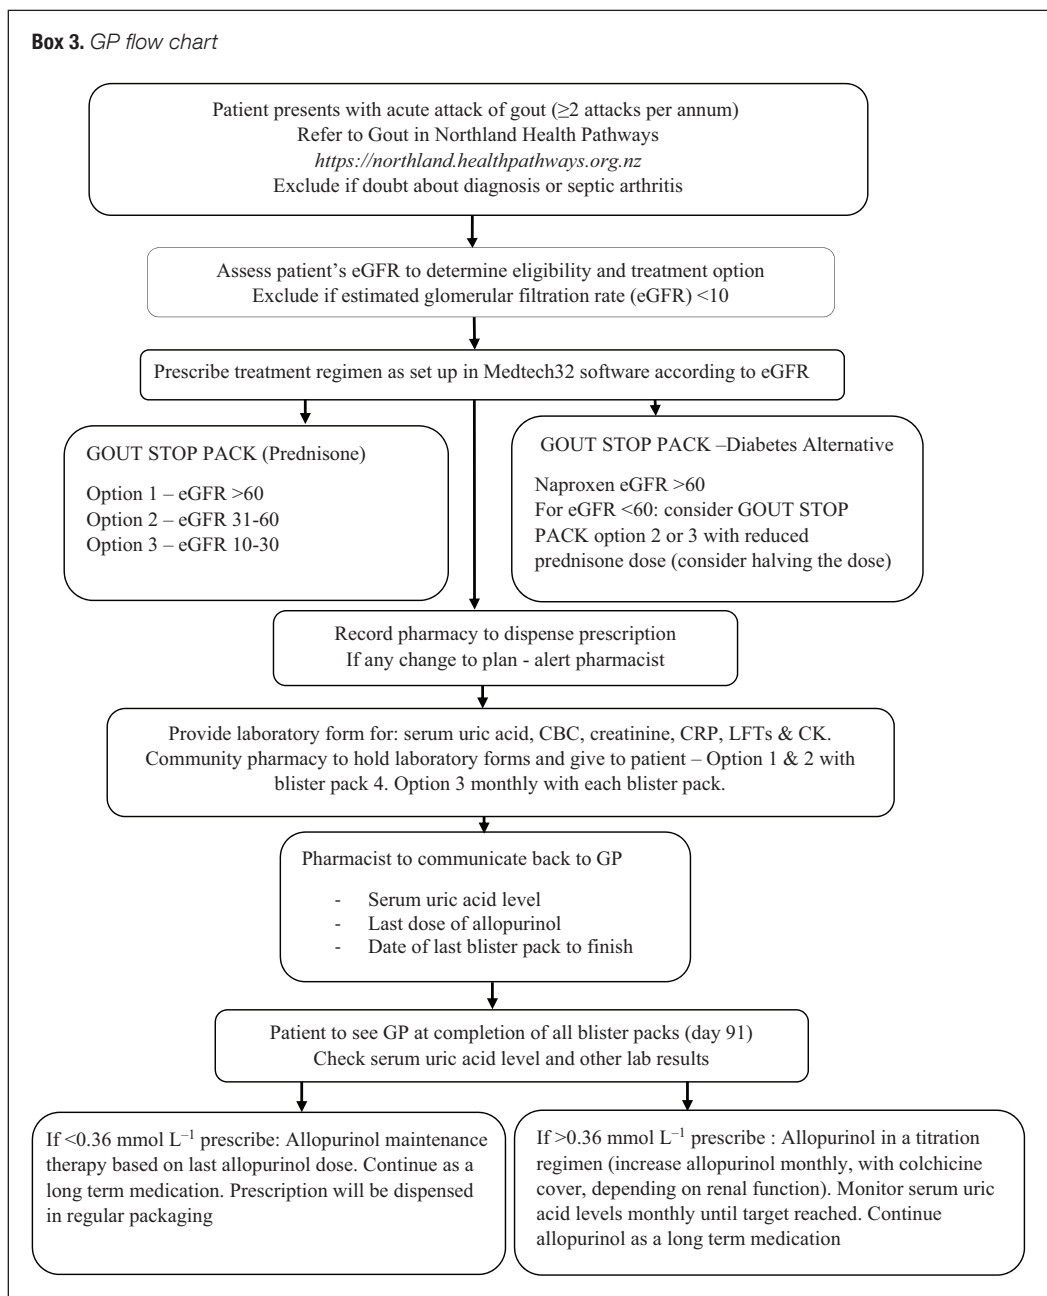 Box 3. GP flow chart
Patient presents with acute attack of gout (≥2 attacks per annum)
Refer to Gout in Northland Health Pathways
https://northland.healthpathways.org.nz
Exclude if doubt about diagnosis or septic arthritis
Assess patient's eGFR to determine eligibility and treatment option
Exclude if estimated glomerular filtration rate (eGFR) <10
Prescribe treatment regimen as set up in Medtech32 software according to eGFR
GOUT STOP PACK (Prednisone)
Option 1 – eGFR >60
Option 2 – eGFR 31-60
Option 3 – eGFR 10-30
GOUT STOP PACK –Diabetes Alternative
Naproxen eGFR >60
For eGFR <60: consider GOUT STOP
PACK option 2 or 3 with reduced
prednisone dose (consider halving the dose)
Record pharmacy to dispense prescription
If any change to plan - alert pharmacist
Provide laboratory form for: serum uric acid, CBC, creatinine, CRP, LFTs & CK.
Community pharmacy to hold laboratory forms and give to patient – Option 1 & 2 with
blister pack 4. Option 3 monthly with each blister pack.
Pharmacist to communicate back to GP
- Serum uric acid level
- Last dose of allopurinol
- Date of last blister pack to finish
Patient to see GP at completion of all blister packs (day 91)
Check serum uric acid level and other lab results
If <0.36 mmol L⁻¹ prescribe: Allopurinol maintenance
therapy based on last allopurinol dose. Continue as a
long term medication. Prescription will be dispensed
in regular packaging
If >0.36 mmol L⁻¹ prescribe : Allopurinol in a titration
regimen (increase allopurinol monthly, with colchicine
cover, depending on renal function). Monitor serum uric
acid levels monthly until target reached. Continue
allopurinol as a long term medication